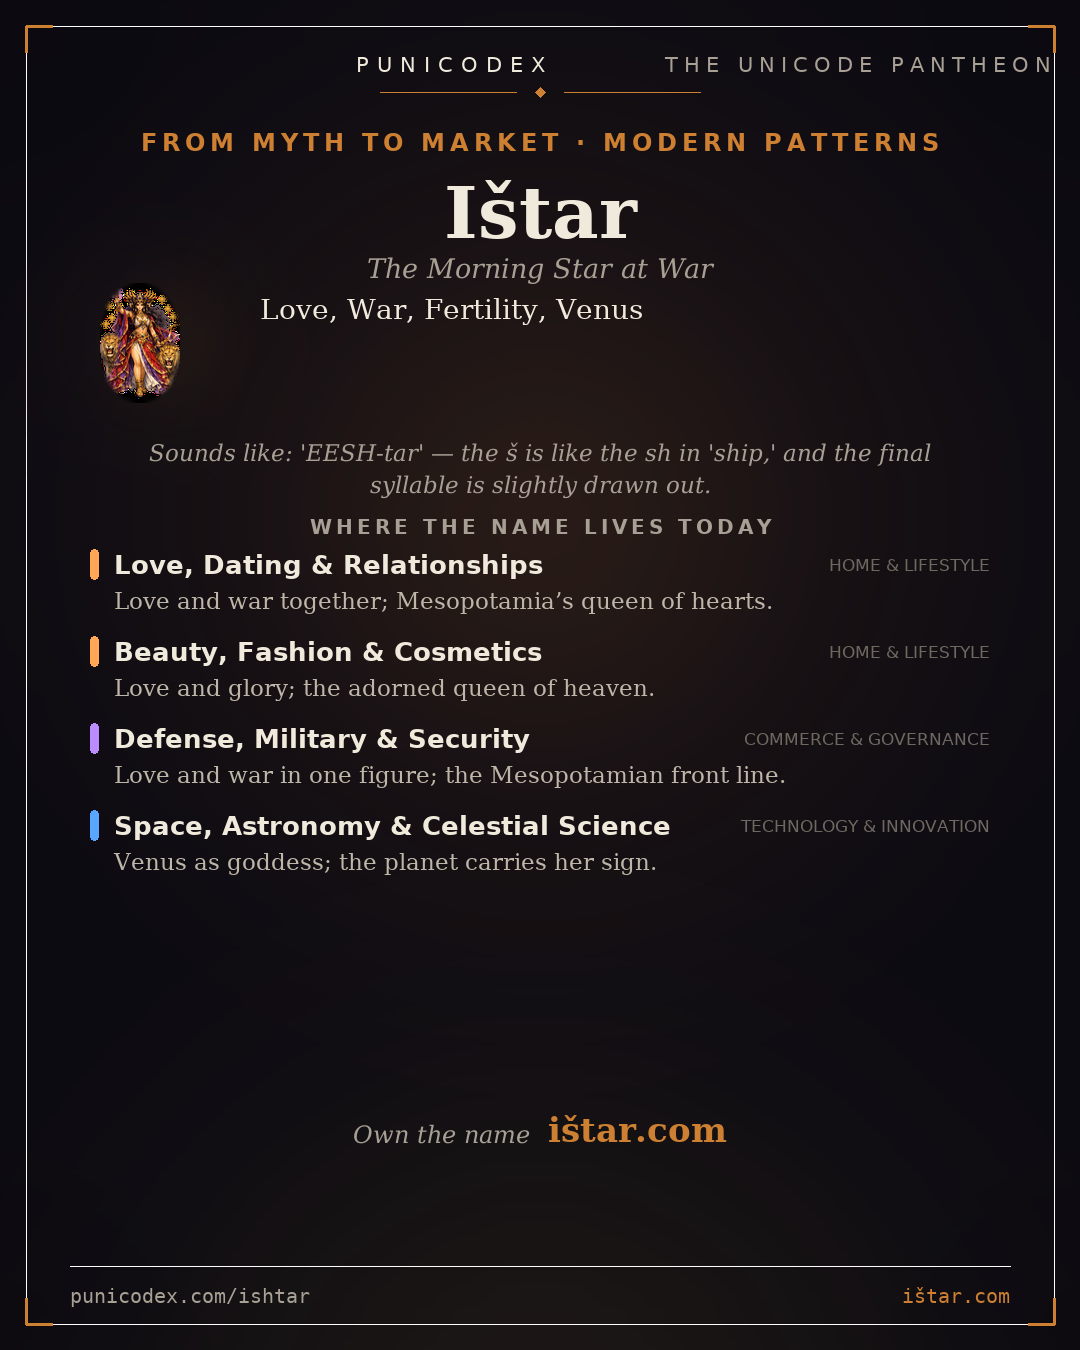 PUNICODEX THE UNICODE PANTHEON
FROM MYTH TO MARKET · MODERN PATTERNS
Ištar
The Morning Star at War
Love, War, Fertility, Venus
Sounds like: 'EESH-tar' — the š is like the sh in 'ship,' and the final
syllable is slightly drawn out.
WHERE THE NAME LIVES TODAY
Love, Dating & Relationships HOME & LIFESTYLE
Love and war together; Mesopotamia’s queen of hearts.
Beauty, Fashion & Cosmetics HOME & LIFESTYLE
Love and glory; the adorned queen of heaven.
Defense, Military & Security COMMERCE & GOVERNANCE
Love and war in one figure; the Mesopotamian front line.
Space, Astronomy & Celestial Science TECHNOLOGY & INNOVATION
Venus as goddess; the planet carries her sign.
Own the name ištar.com
punicodex.com/ishtar ištar.com